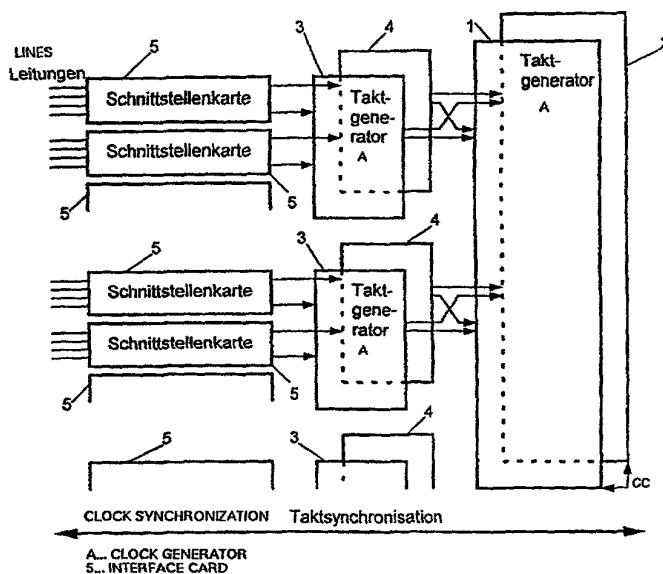 5
3
4
1
2
LINES
Leitungen
Schnittstellenkarte
Schnittstellenkarte
5
5
Takt-
gene-
rator
A
Takt-
generator
A
5
3
4
Schnittstellenkarte
Schnittstellenkarte
5
5
Takt-
gene-
rator
A
5
3
4
CC
CLOCK SYNCHRONIZATION Taktsynchronisation
A... CLOCK GENERATOR
5... INTERFACE CARD